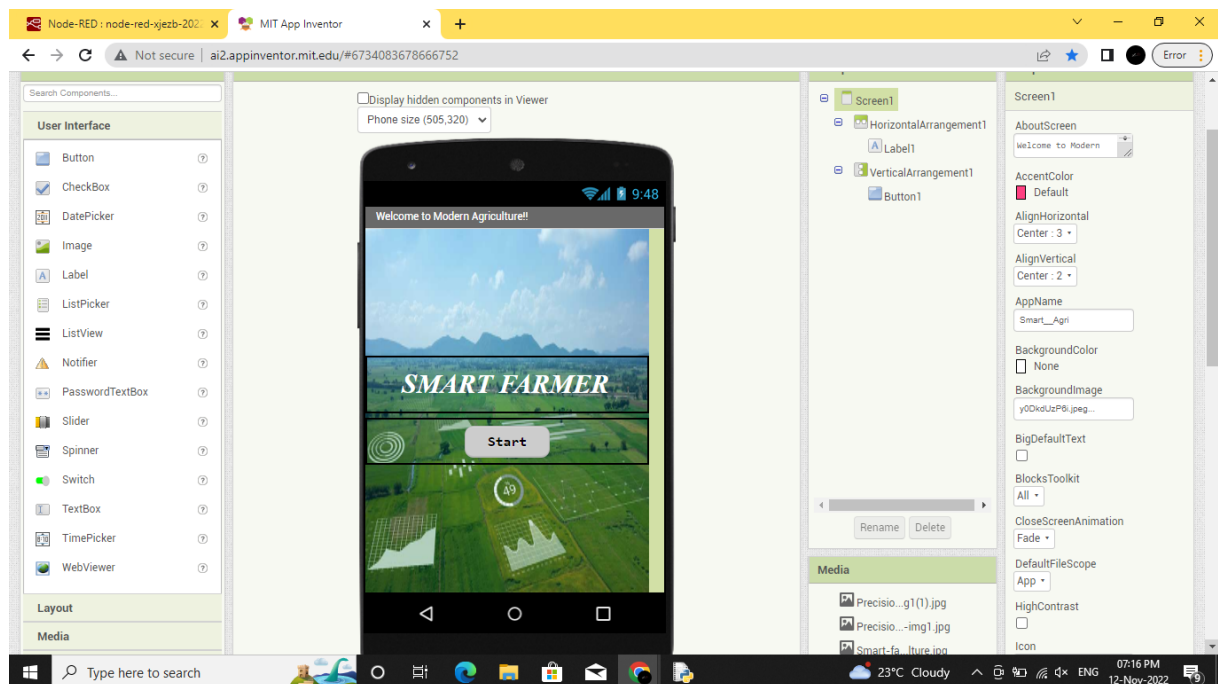 Node-RED : node-red-xjezb-202
MIT App Inventor
Not secure
ai2.appinventor.mit.edu/#6734083678666752
Error
Search Components...
User Interface
Button
CheckBox
DatePicker
Image
Label
ListPicker
ListView
Notifier
PasswordTextBox
Slider
Spinner
Switch
TextBox
TimePicker
WebViewer
Layout
Media
Display hidden components in Viewer
Phone size (505,320)
9:48
Welcome to Modern Agriculture!!
SMART FARMER
Start
49
Screen1
HorizontalArrangement1
A Label1
VerticalArrangement1
Button1
Rename Delete
Media
Precisio...g1(1).jpg
Precisio...-img1.jpg
Smart-fa...lture.jpg
Screen1
AboutScreen
Welcome to Modern
AccentColor
Default
AlignHorizontal
Center : 3
AlignVertical
Center : 2
AppName
Smart__Agri
BackgroundColor
None
BackgroundImage
y0DkdUzP6i.jpeg...
BigDefaultText
BlocksToolkit
All
CloseScreenAnimation
Fade
DefaultFileScope
App
HighContrast
Icon
Type here to search
23°C Cloudy
ENG
07:16 PM
12-Nov-2022